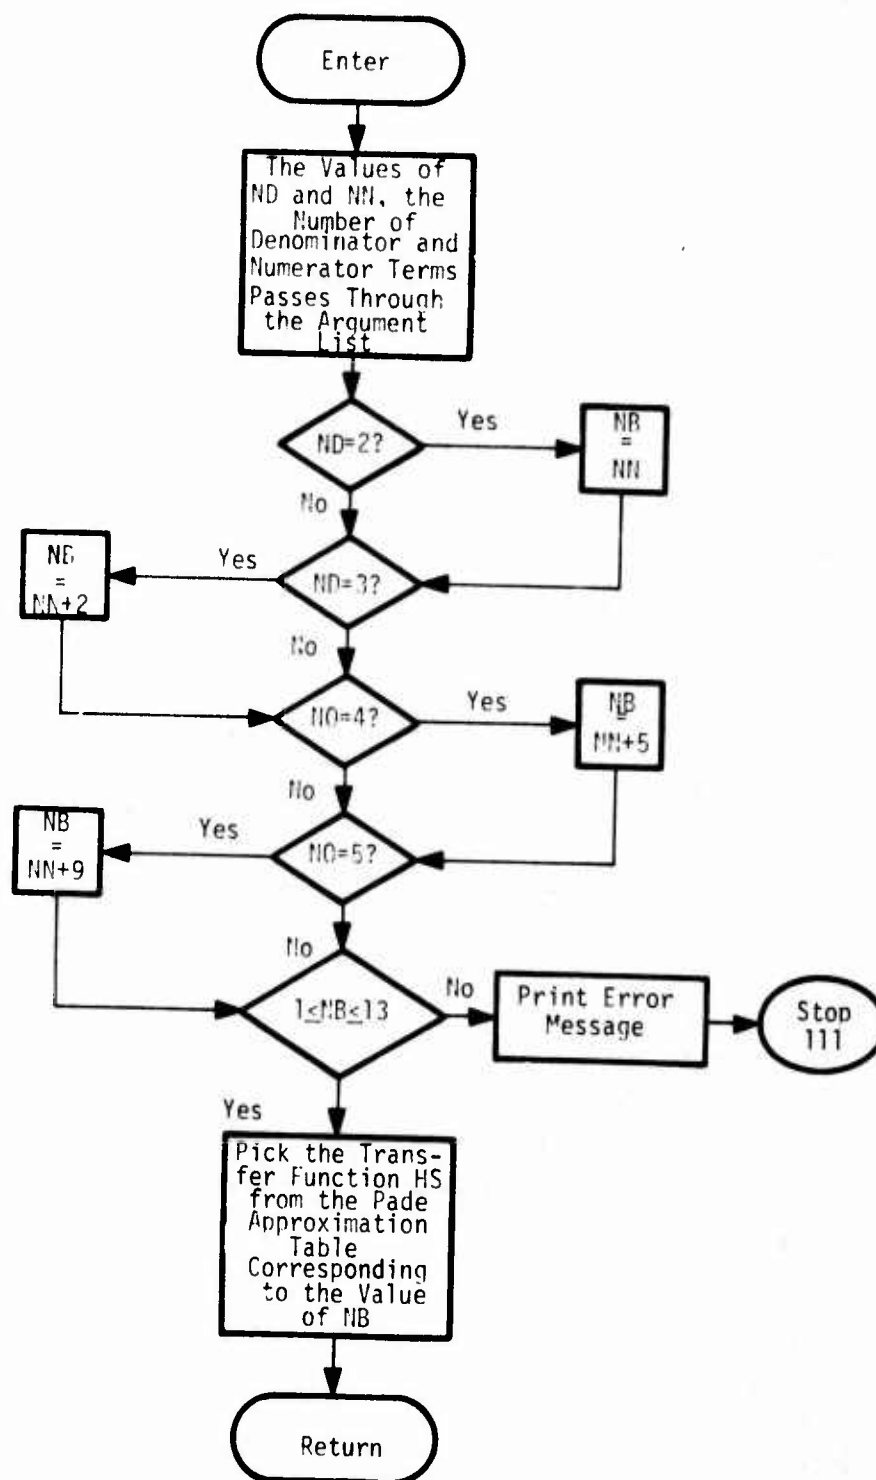 Enter
The Values of
ND and NN, the
Number of
Denominator and
Numerator Terms
Passes Through
the Argument
List
ND=2?
Yes
NB
=
NN
No
ND=3?
Yes
NB
=
NN+2
No
NO=4?
Yes
NB
=
NN+5
No
NO=5?
Yes
NB
=
NN+9
No
1≤NB≤13
No
Print Error
Message
Stop
111
Yes
Pick the Trans-
fer Function HS
from the Pade
Approximation
Table
Corresponding
to the Value
of NB
Return